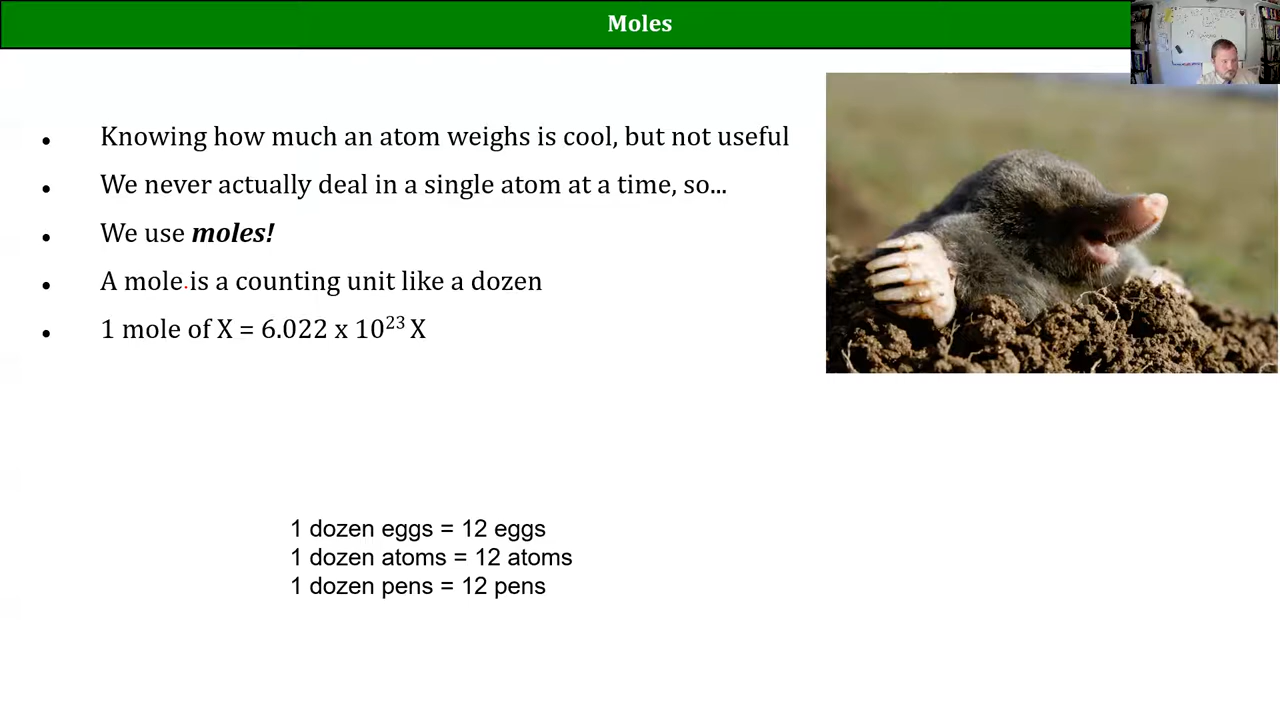 Moles
• Knowing how much an atom weighs is cool, but not useful
• We never actually deal in a single atom at a time, so...
• We use moles!
• A mole is a counting unit like a dozen
• 1 mole of X = 6.022 x 10²³ X
1 dozen eggs = 12 eggs
1 dozen atoms = 12 atoms
1 dozen pens = 12 pens